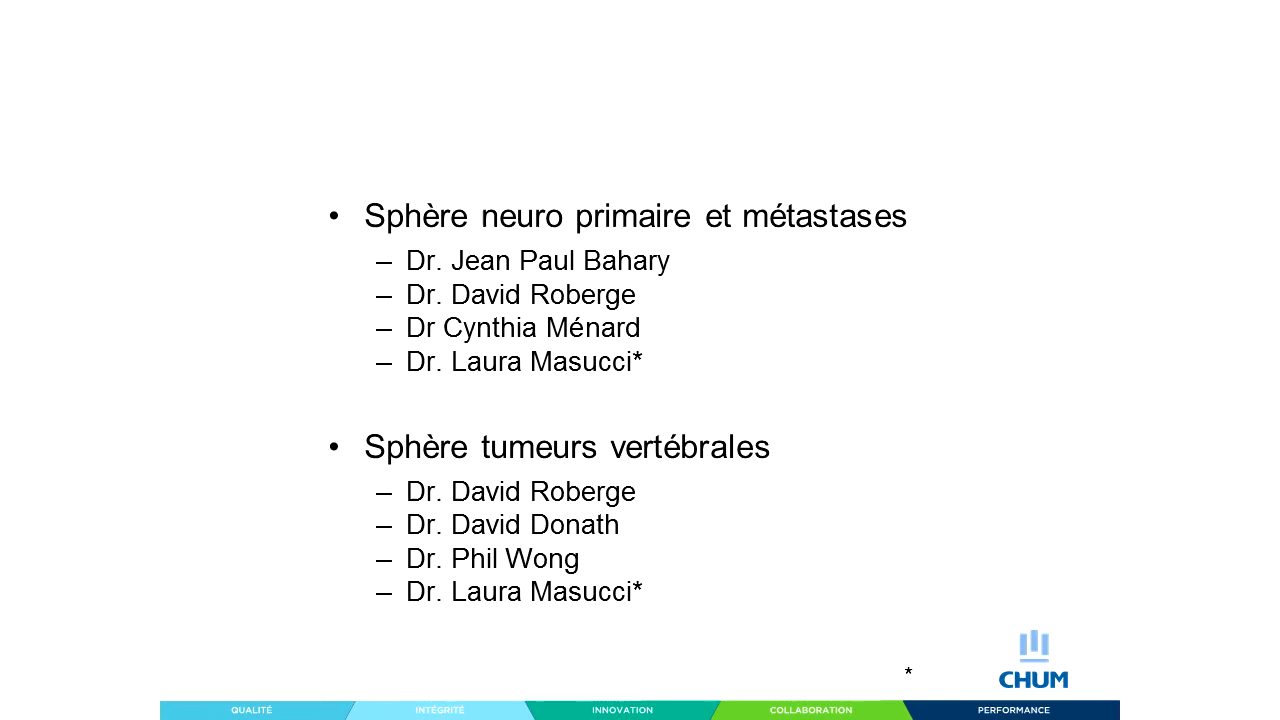 • Sphère neuro primaire et métastases
– Dr. Jean Paul Bahary
– Dr. David Roberge
– Dr Cynthia Ménard
– Dr. Laura Masucci*
• Sphère tumeurs vertébrales
– Dr. David Roberge
– Dr. David Donath
– Dr. Phil Wong
– Dr. Laura Masucci*
*
CHUM
QUALITÉ INTÉGRITÉ INNOVATION COLLABORATION PERFORMANCE